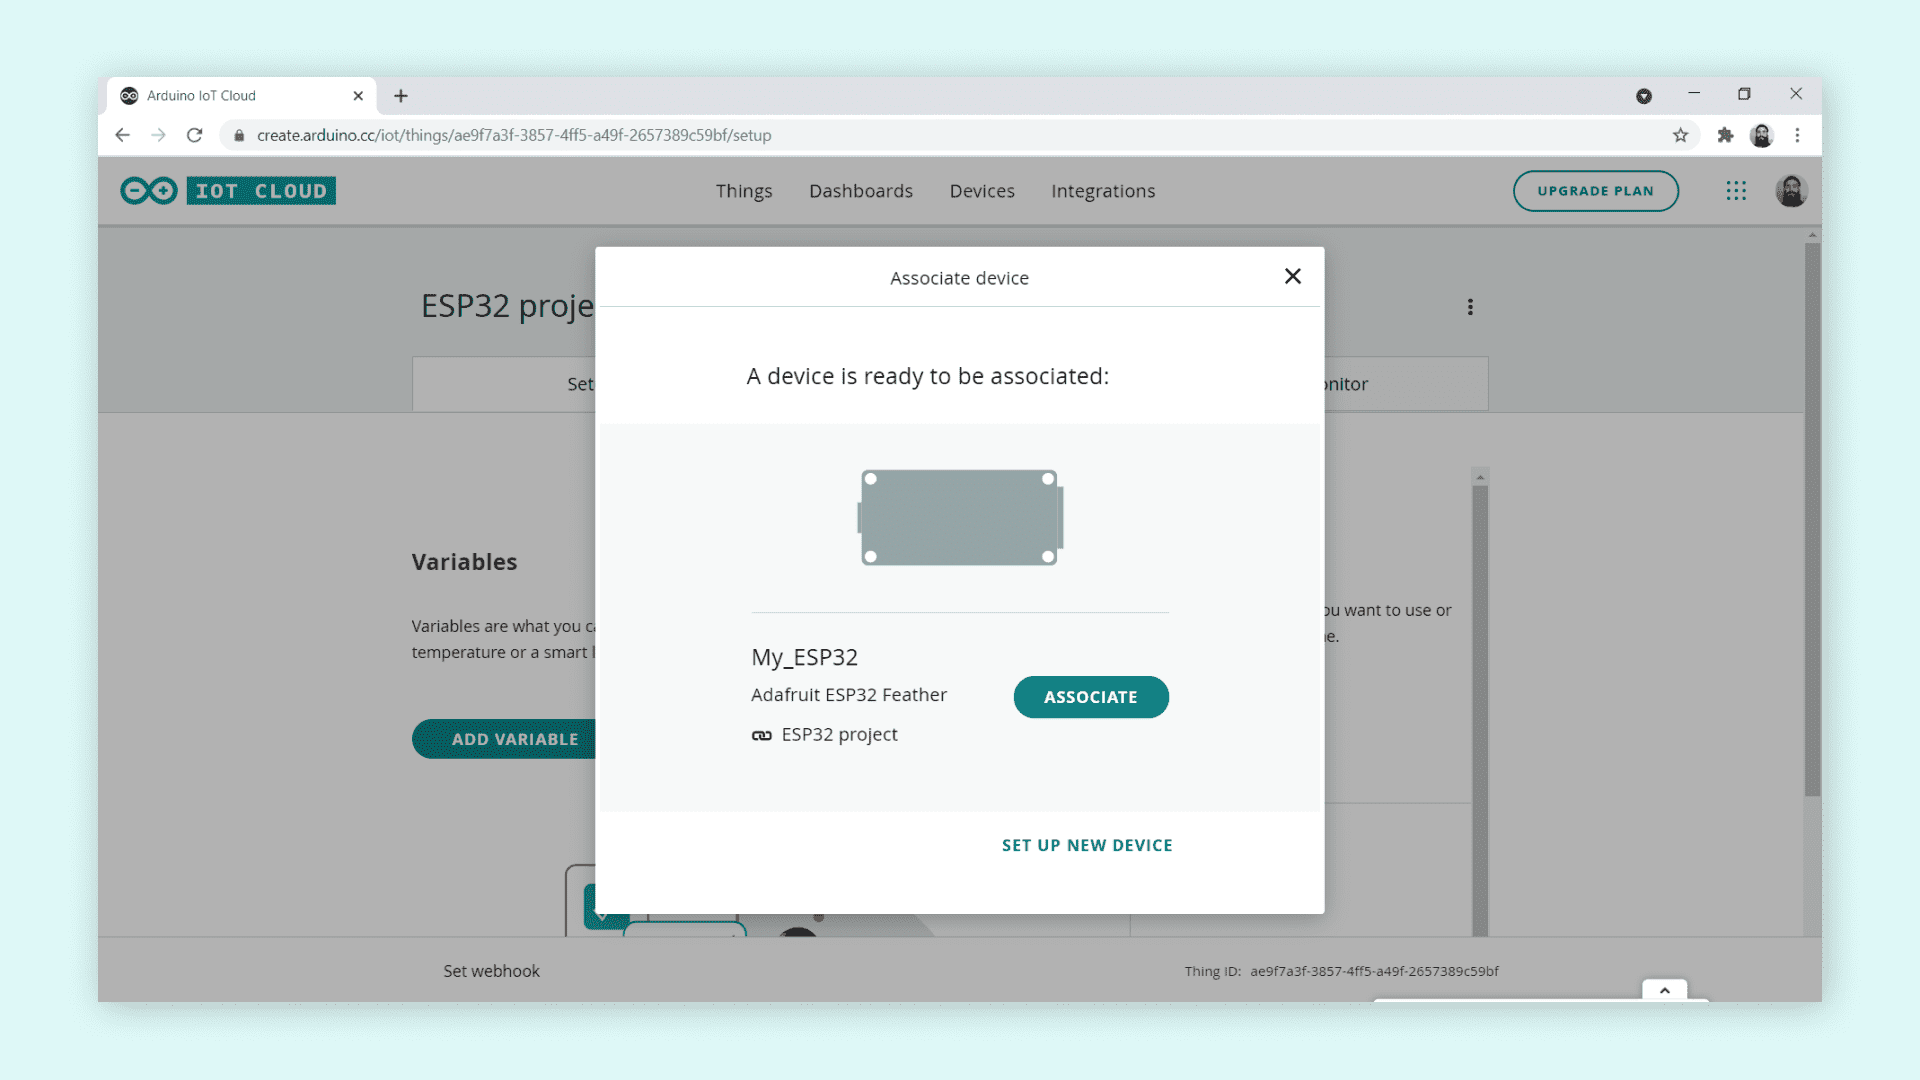 Arduino IoT Cloud
create.arduino.cc/iot/things/ae9f7a3f-3857-4ff5-a49f-2657389c59bf/setup
IOT CLOUD
Things
Dashboards
Devices
Integrations
UPGRADE PLAN
Associate device
ESP32 proje
Set
onitor
A device is ready to be associated:
Variables
Variables are what you ca
temperature or a smart l
ou want to use or
e.
ADD VARIABLE
My_ESP32
Adafruit ESP32 Feather
ESP32 project
ASSOCIATE
SET UP NEW DEVICE
Set webhook
Thing ID: ae9f7a3f-3857-4ff5-a49f-2657389c59bf